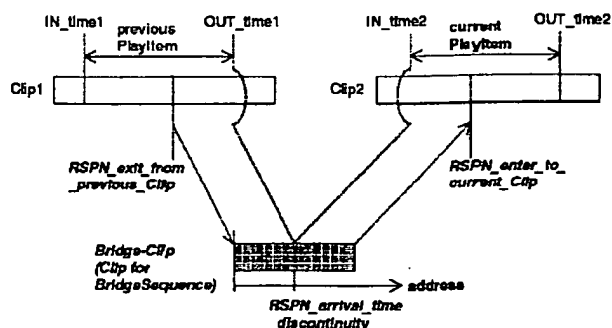 IN_time1
previous
PlayItem
OUT_time1
IN_time2
current
PlayItem
OUT_time2
Clip1
Clip2
RSPN_exit_from
_previous_Clip
RSPN_enter_to_
current_Clip
Bridge-Clip
(Clip for
BridgeSequence)
address
RSPN_arrival_time
discontinuity